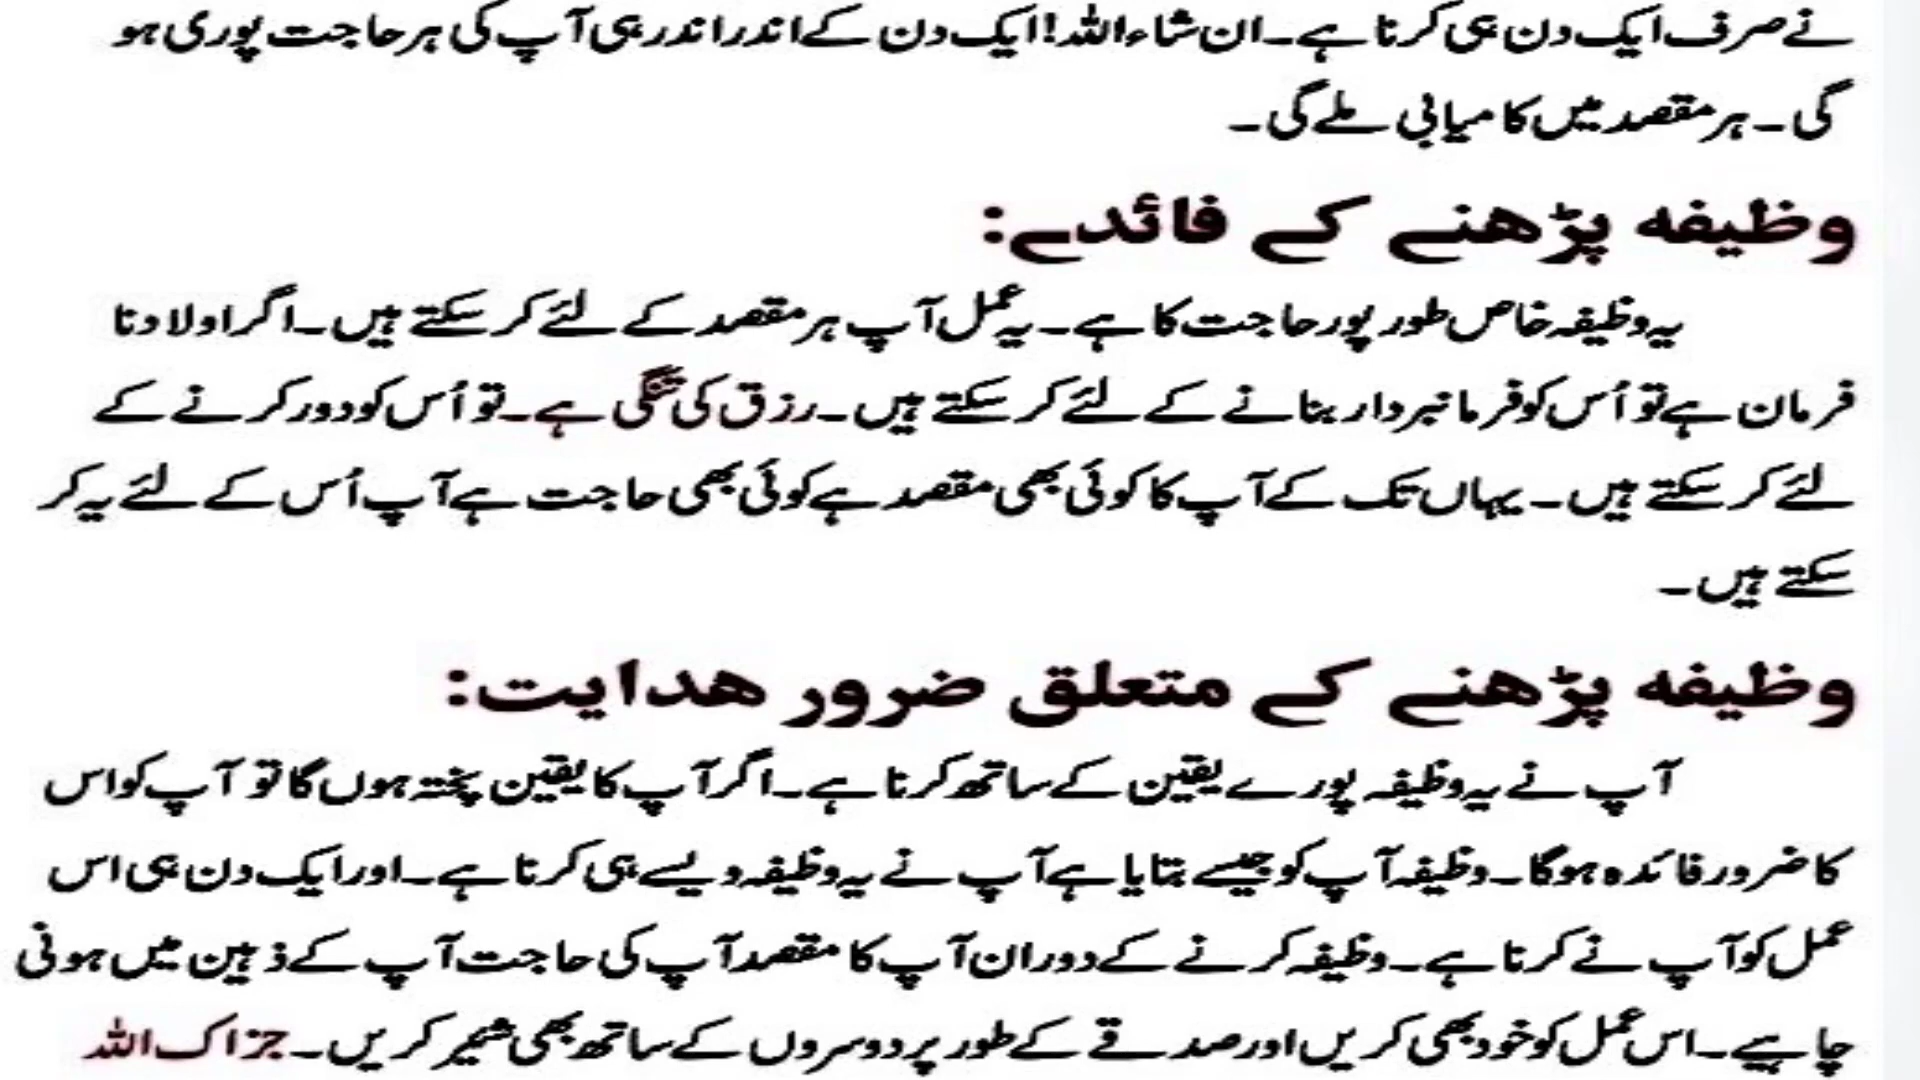 نے صرف ایک دن ہی کرنا ہے۔ ان شاء اللہ! ایک دن کے اندر اندر ہی آپ کی ہر حاجت پوری ہو
گی۔ ہر مقصد میں کامیابی ملے گی۔
وظیفہ پڑھنے کے فائدے:
یہ وظیفہ خاص طور پور حاجت کا ہے۔ یہ عمل آپ ہر مقصد کے لئے کر سکتے ہیں۔ اگر اولاد نا
فرمان ہے تو اُس کو فرمانبردار بنانے کے لئے کر سکتے ہیں۔ رزق کی تنگی ہے۔ تو اُس کو دور کرنے کے
لئے کر سکتے ہیں۔ یہاں تک کے آپ کا کوئی بھی مقصد ہے کوئی بھی حاجت ہے آپ اُس کے لئے یہ کر
سکتے ہیں۔
وظیفہ پڑھنے کے متعلق ضرور ھدایت:
آپ نے یہ وظیفہ پورے یقین کے ساتھ کرنا ہے۔ اگر آپ کا یقین پختہ ہوں گا تو آپ کو اس
کا ضرور فائدہ ہوگا۔ وظیفہ آپ کو جیسے بتایا ہے آپ نے یہ وظیفہ ویسے ہی کرنا ہے۔ اور ایک دن ہی اس
عمل کو آپ نے کرنا ہے۔ وظیفہ کرنے کے دوران آپ کا مقصد آپ کی حاجت آپ کے ذہین میں ہونی
چاہیے۔ اس عمل کو خود بھی کریں اور صدقے کے طور پر دوسروں کے ساتھ بھی شیئر کریں۔ جزاک اللہ